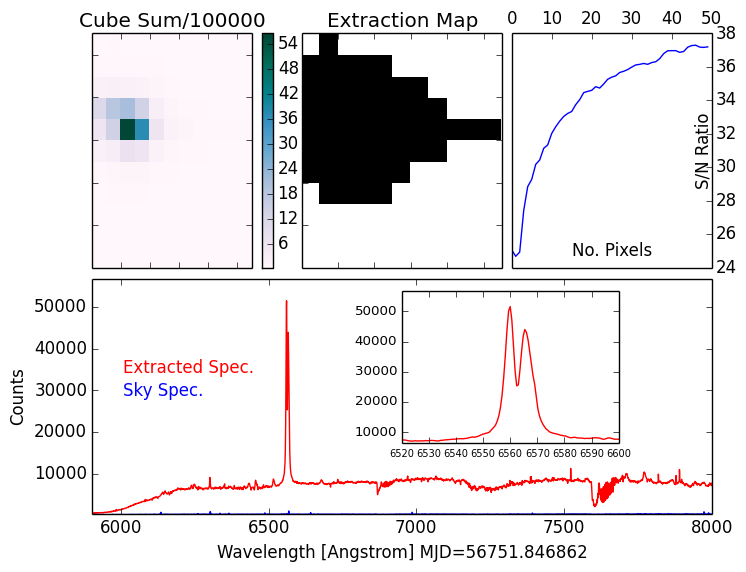 Cube Sum/100000
Extraction Map
0 10 20 30 40 50
54
48
42
36
30
24
18
12
6
38
36
34
32
30
28
26
24
S/N Ratio
No. Pixels
50000
40000
30000
20000
10000
Counts
Extracted Spec.
Sky Spec.
50000
40000
30000
20000
10000
6520 6530 6540 6550 6560 6570 6580 6590 6600
6000 6500 7000 7500 8000
Wavelength [Angstrom] MJD=56751.846862